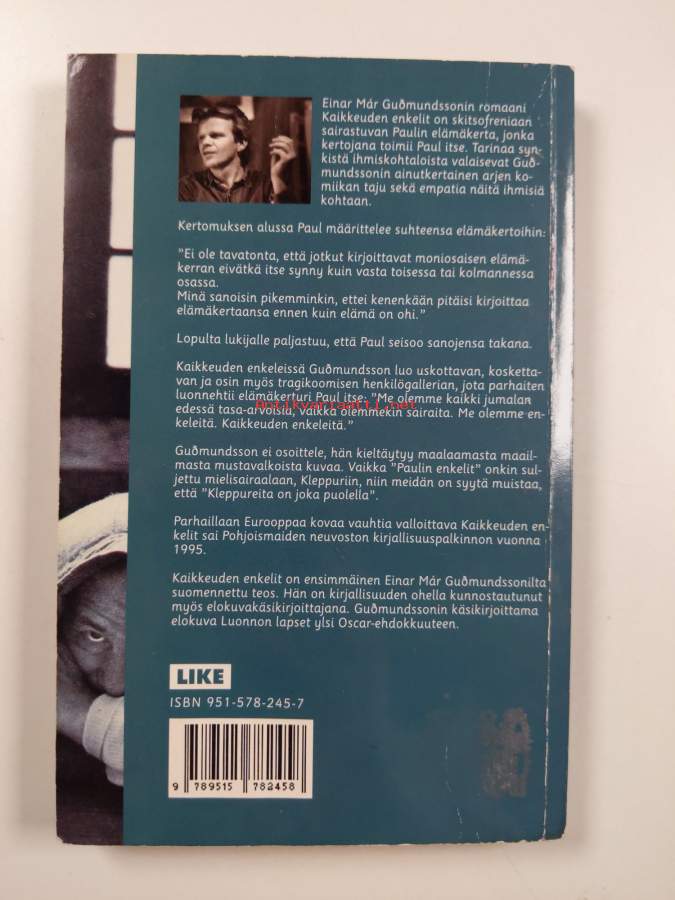 Einar Már Guðmundssonin romaani
Kaikkeuden enkelit on skitsofreniaan
sairastuvan Paulin elämäkerta, jonka
kertojana toimii Paul itse. Tarinaa syn-
kistä ihmiskohtaloista valaisevat Guð-
mundssonin ainutkertainen arjen ko-
miikan taju sekä empatia näitä ihmisiä
kohtaan.
Kertomuksen alussa Paul määrittelee suhteensa elämäkertoihin:
"Ei ole tavatonta, että jotkut kirjoittavat moniosaisen elämä-
kerran eivätkä itse synny kuin vasta toisessa tai kolmannessa
osassa.
Minä sanoisin pikemminkin, ettei kenenkään pitäisi kirjoittaa
elämäkertaansa ennen kuin elämä on ohi."
Lopulta lukijalle paljastuu, että Paul seisoo sanojensa takana.
Kaikkeuden enkeleissä Guðmundsson luo uskottavan, kosketta-
van ja osin myös tragikoomisen henkilögallerian, jota parhaiten
luonnehtii elämäkerturi Paul itse: "Me olemme kaikki jumalan
Antikvariaatti.net
edessä tasa-arvoisia, vaikka olemmekin sairaita. Me olemme en-
keleitä. Kaikkeuden enkeleitä."
Guðmundsson ei osoittele, hän kieltäytyy maalaamasta maail-
masta mustavalkoista kuvaa. Vaikka "Paulin enkelit" onkin sul-
jettu mielisairaalaan, Kleppuriin, niin meidän on syytä muistaa,
että "Kleppureita on joka puolella".
Parhaillaan Eurooppaa kovaa vauhtia valloittava Kaikkeuden en-
kelit sai Pohjoismaiden neuvoston kirjallisuuspalkinnon vuonna
1995.
Kaikkeuden enkelit on ensimmäinen Einar Már Guðmundssonilta
suomennettu teos. Hän on kirjallisuuden ohella kunnostautunut
myös elokuvakäsikirjoittajana. Guðmundssonin käsikirjoittama
elokuva Luonnon lapset ylsi Oscar-ehdokkuuteen.
LIKE
ISBN 951-578-245-7
9 789515 782458